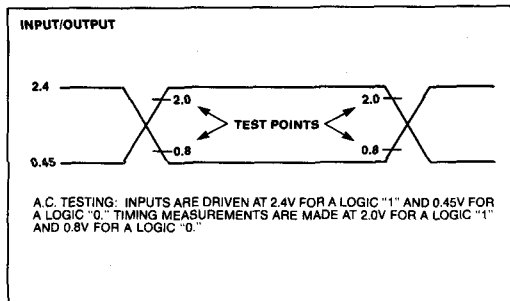 INPUT/OUTPUT
2.4
2.0
2.0
TEST POINTS
0.8
0.8
0.45
A.C. TESTING: INPUTS ARE DRIVEN AT 2.4V FOR A LOGIC "1" AND 0.45V FOR
A LOGIC "0." TIMING MEASUREMENTS ARE MADE AT 2.0V FOR A LOGIC "1"
AND 0.8V FOR A LOGIC "0."